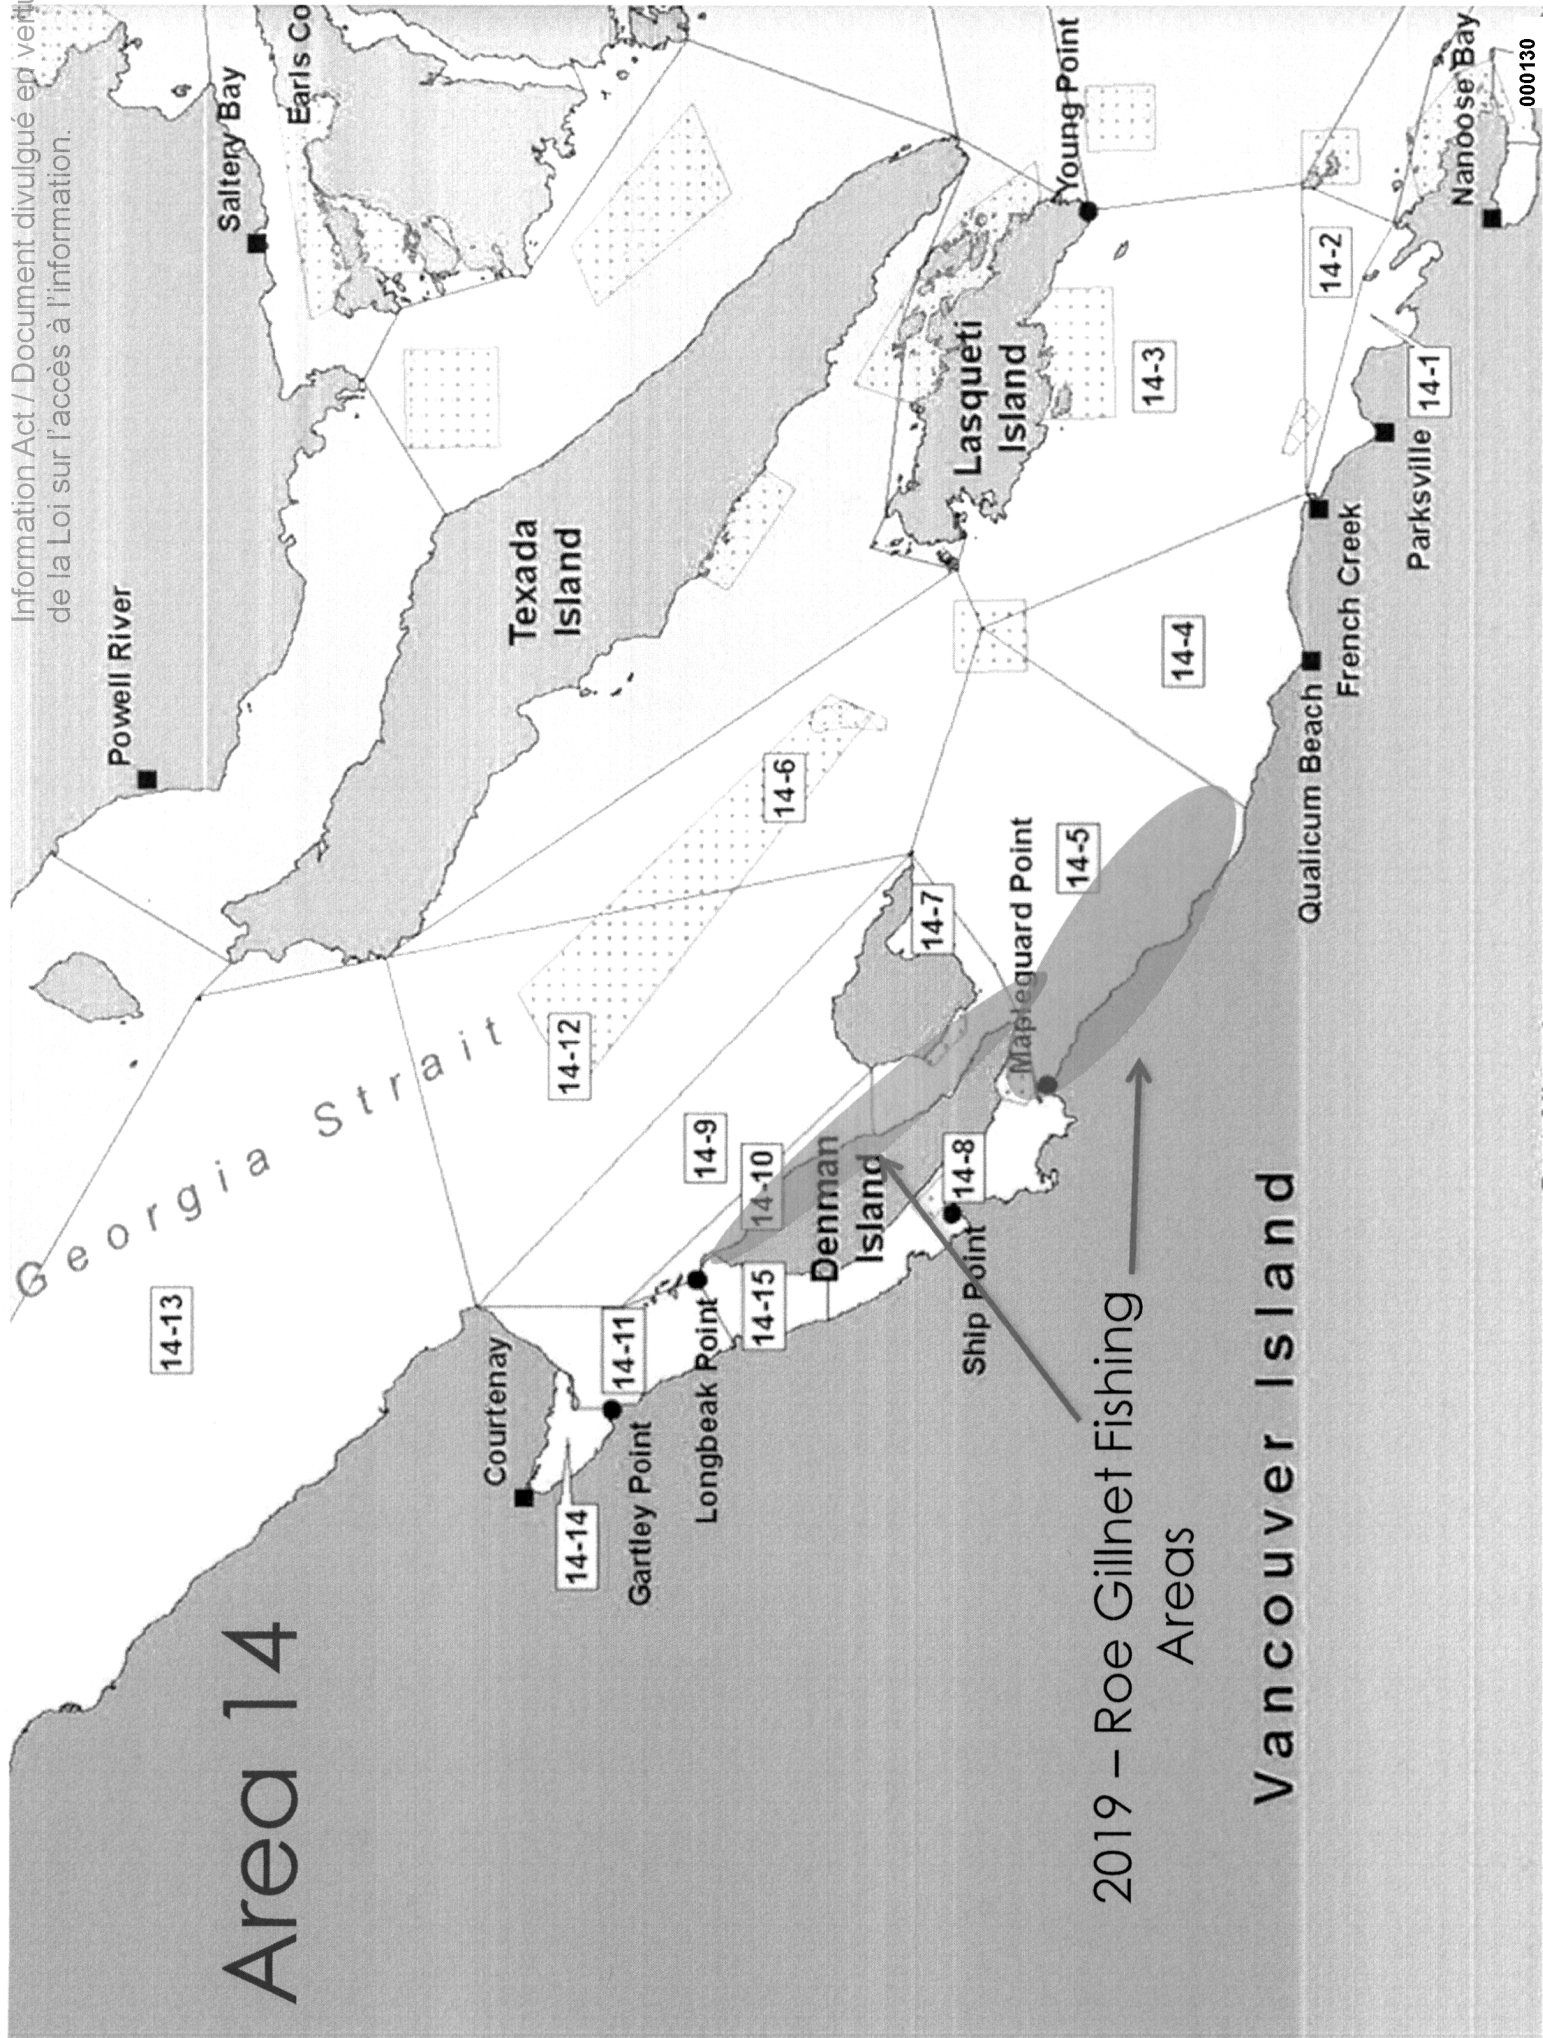 Information Act / Document divulgué en vertu
de la Loi sur l'accès à l'information.
Area 14
Powell River
Saltery Bay
Earls Co
Georgia Strait
14-13
Texada
Island
14-12
14-6
Courtenay
14-14
14-11
Gartley Point
Longbeak Point
14-9
14-10
14-15
Denman
Island
14-7
14-8
Ship Point
Mapleguard Point
14-5
Lasqueti
Island
Young Point
14-3
14-4
14-2
14-1
Qualicum Beach
French Creek
Parksville
Nanoose Bay
2019 – Roe Gillnet Fishing
Areas
Vancouver Island
000130